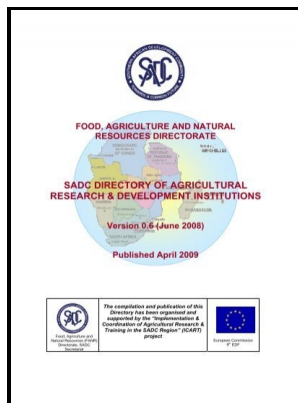 SADC
FOOD, AGRICULTURE AND NATURAL
RESOURCES DIRECTORATE
SADC DIRECTORY OF AGRICULTURAL
RESEARCH & DEVELOPMENT INSTITUTIONS
Version 0.6 (June 2008)
Published April 2009
SADC
Food, Agriculture and
Natural Resources (FANR)
Directorate, SADC
Secretariat
The compilation and publication of this
Directory has been organised and
supported by the "Implementation &
Coordination of Agricultural Research &
Training in the SADC Region" (ICART)
project
European Commission